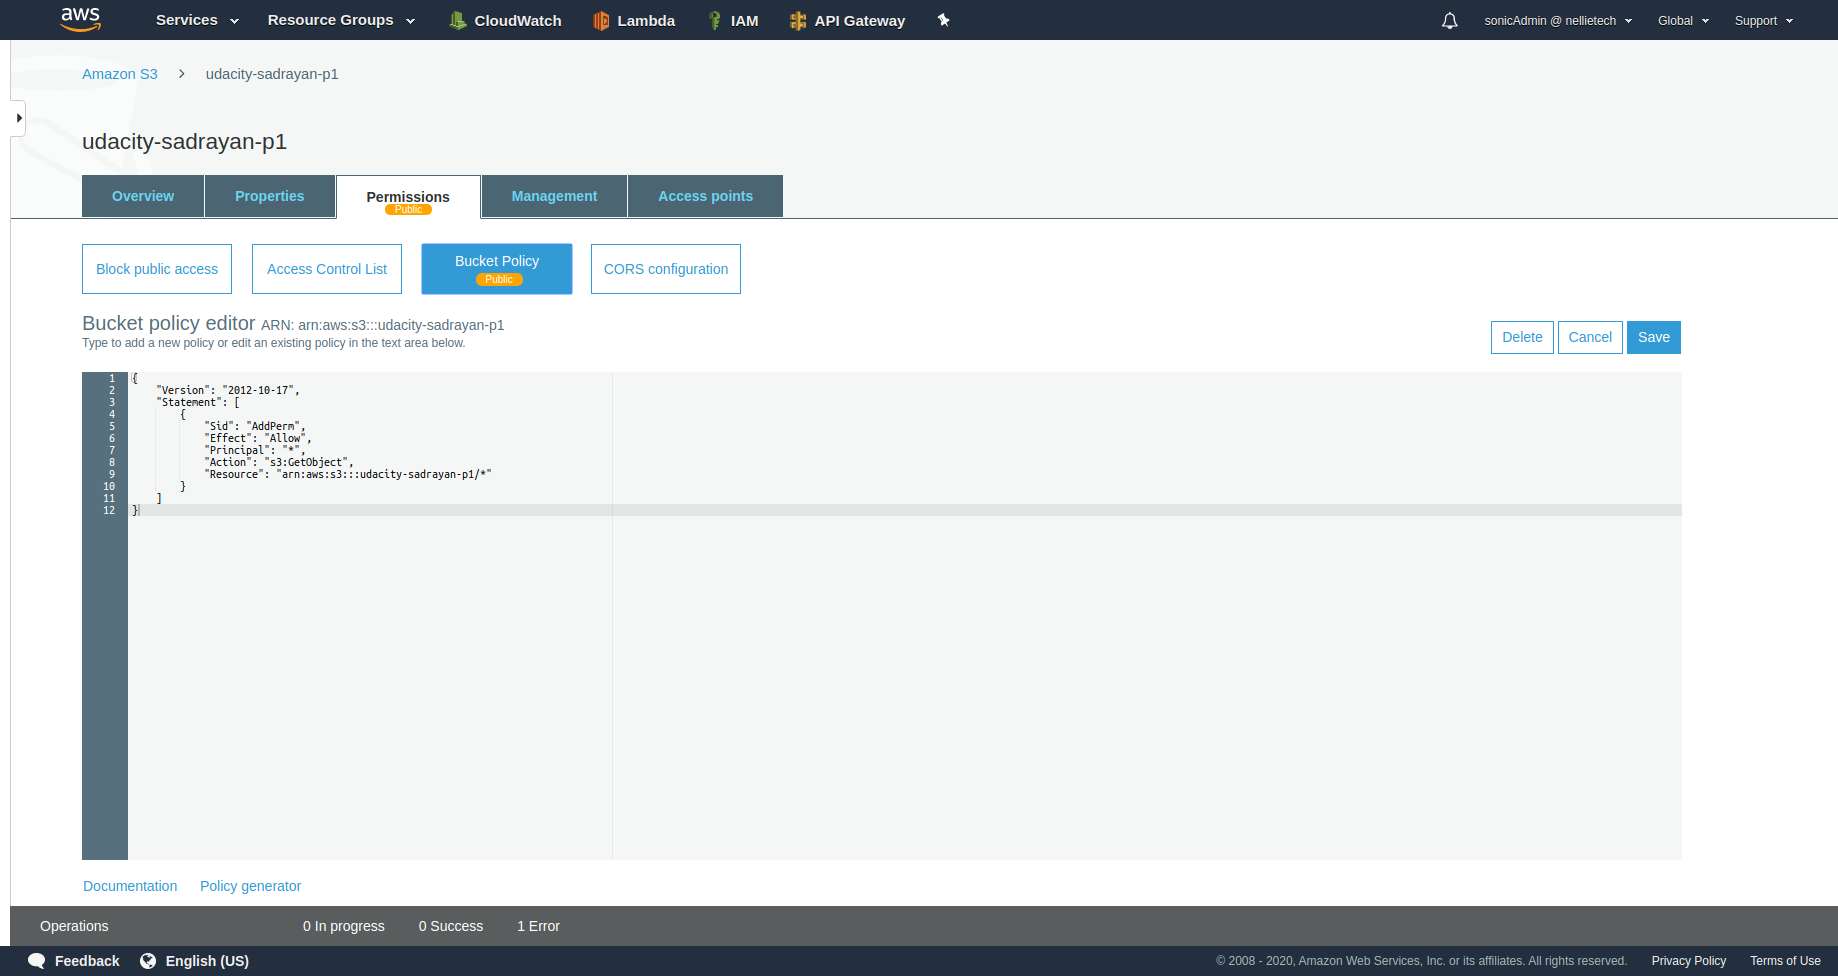 aws Services Resource Groups CloudWatch Lambda IAM API Gateway sonicAdmin @ nellietech Global Support
Amazon S3 > udacity-sadrayan-p1
udacity-sadrayan-p1
Overview Properties Permissions Management Access points
Public
Block public access Access Control List Bucket Policy CORS configuration
Public
Bucket policy editor ARN: arn:aws:s3:::udacity-sadrayan-p1
Type to add a new policy or edit an existing policy in the text area below.
Delete Cancel Save
1 {
2 "Version": "2012-10-17",
3 "Statement": [
4 {
5 "Sid": "AddPerm",
6 "Effect": "Allow",
7 "Principal": "*",
8 "Action": "s3:GetObject",
9 "Resource": "arn:aws:s3:::udacity-sadrayan-p1/*"
10 }
11 ]
12 }
Documentation Policy generator
Operations 0 In progress 0 Success 1 Error
Feedback English (US) © 2008 - 2020, Amazon Web Services, Inc. or its affiliates. All rights reserved. Privacy Policy Terms of Use